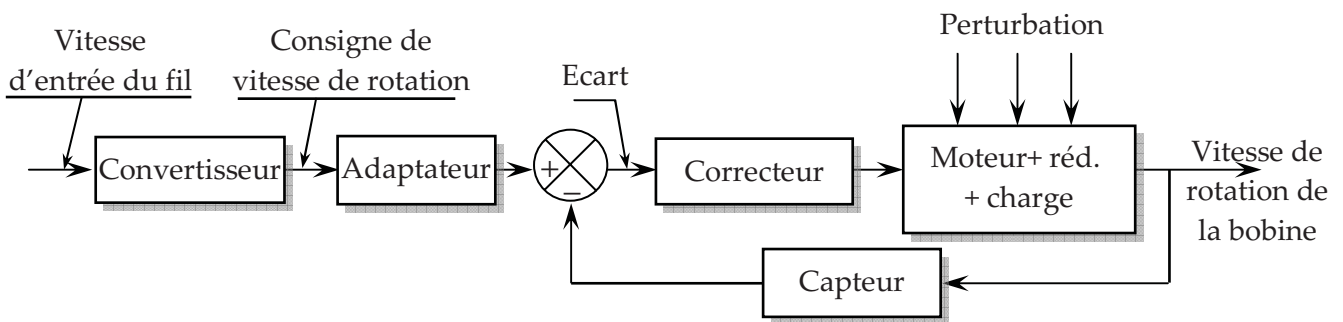 Vitesse
d'entrée du fil
Consigne de
vitesse de rotation
Ecart
Perturbation
Convertisseur
Adaptateur
+
−
Correcteur
Moteur+ réd.
+ charge
Vitesse de
rotation de
la bobine
Capteur